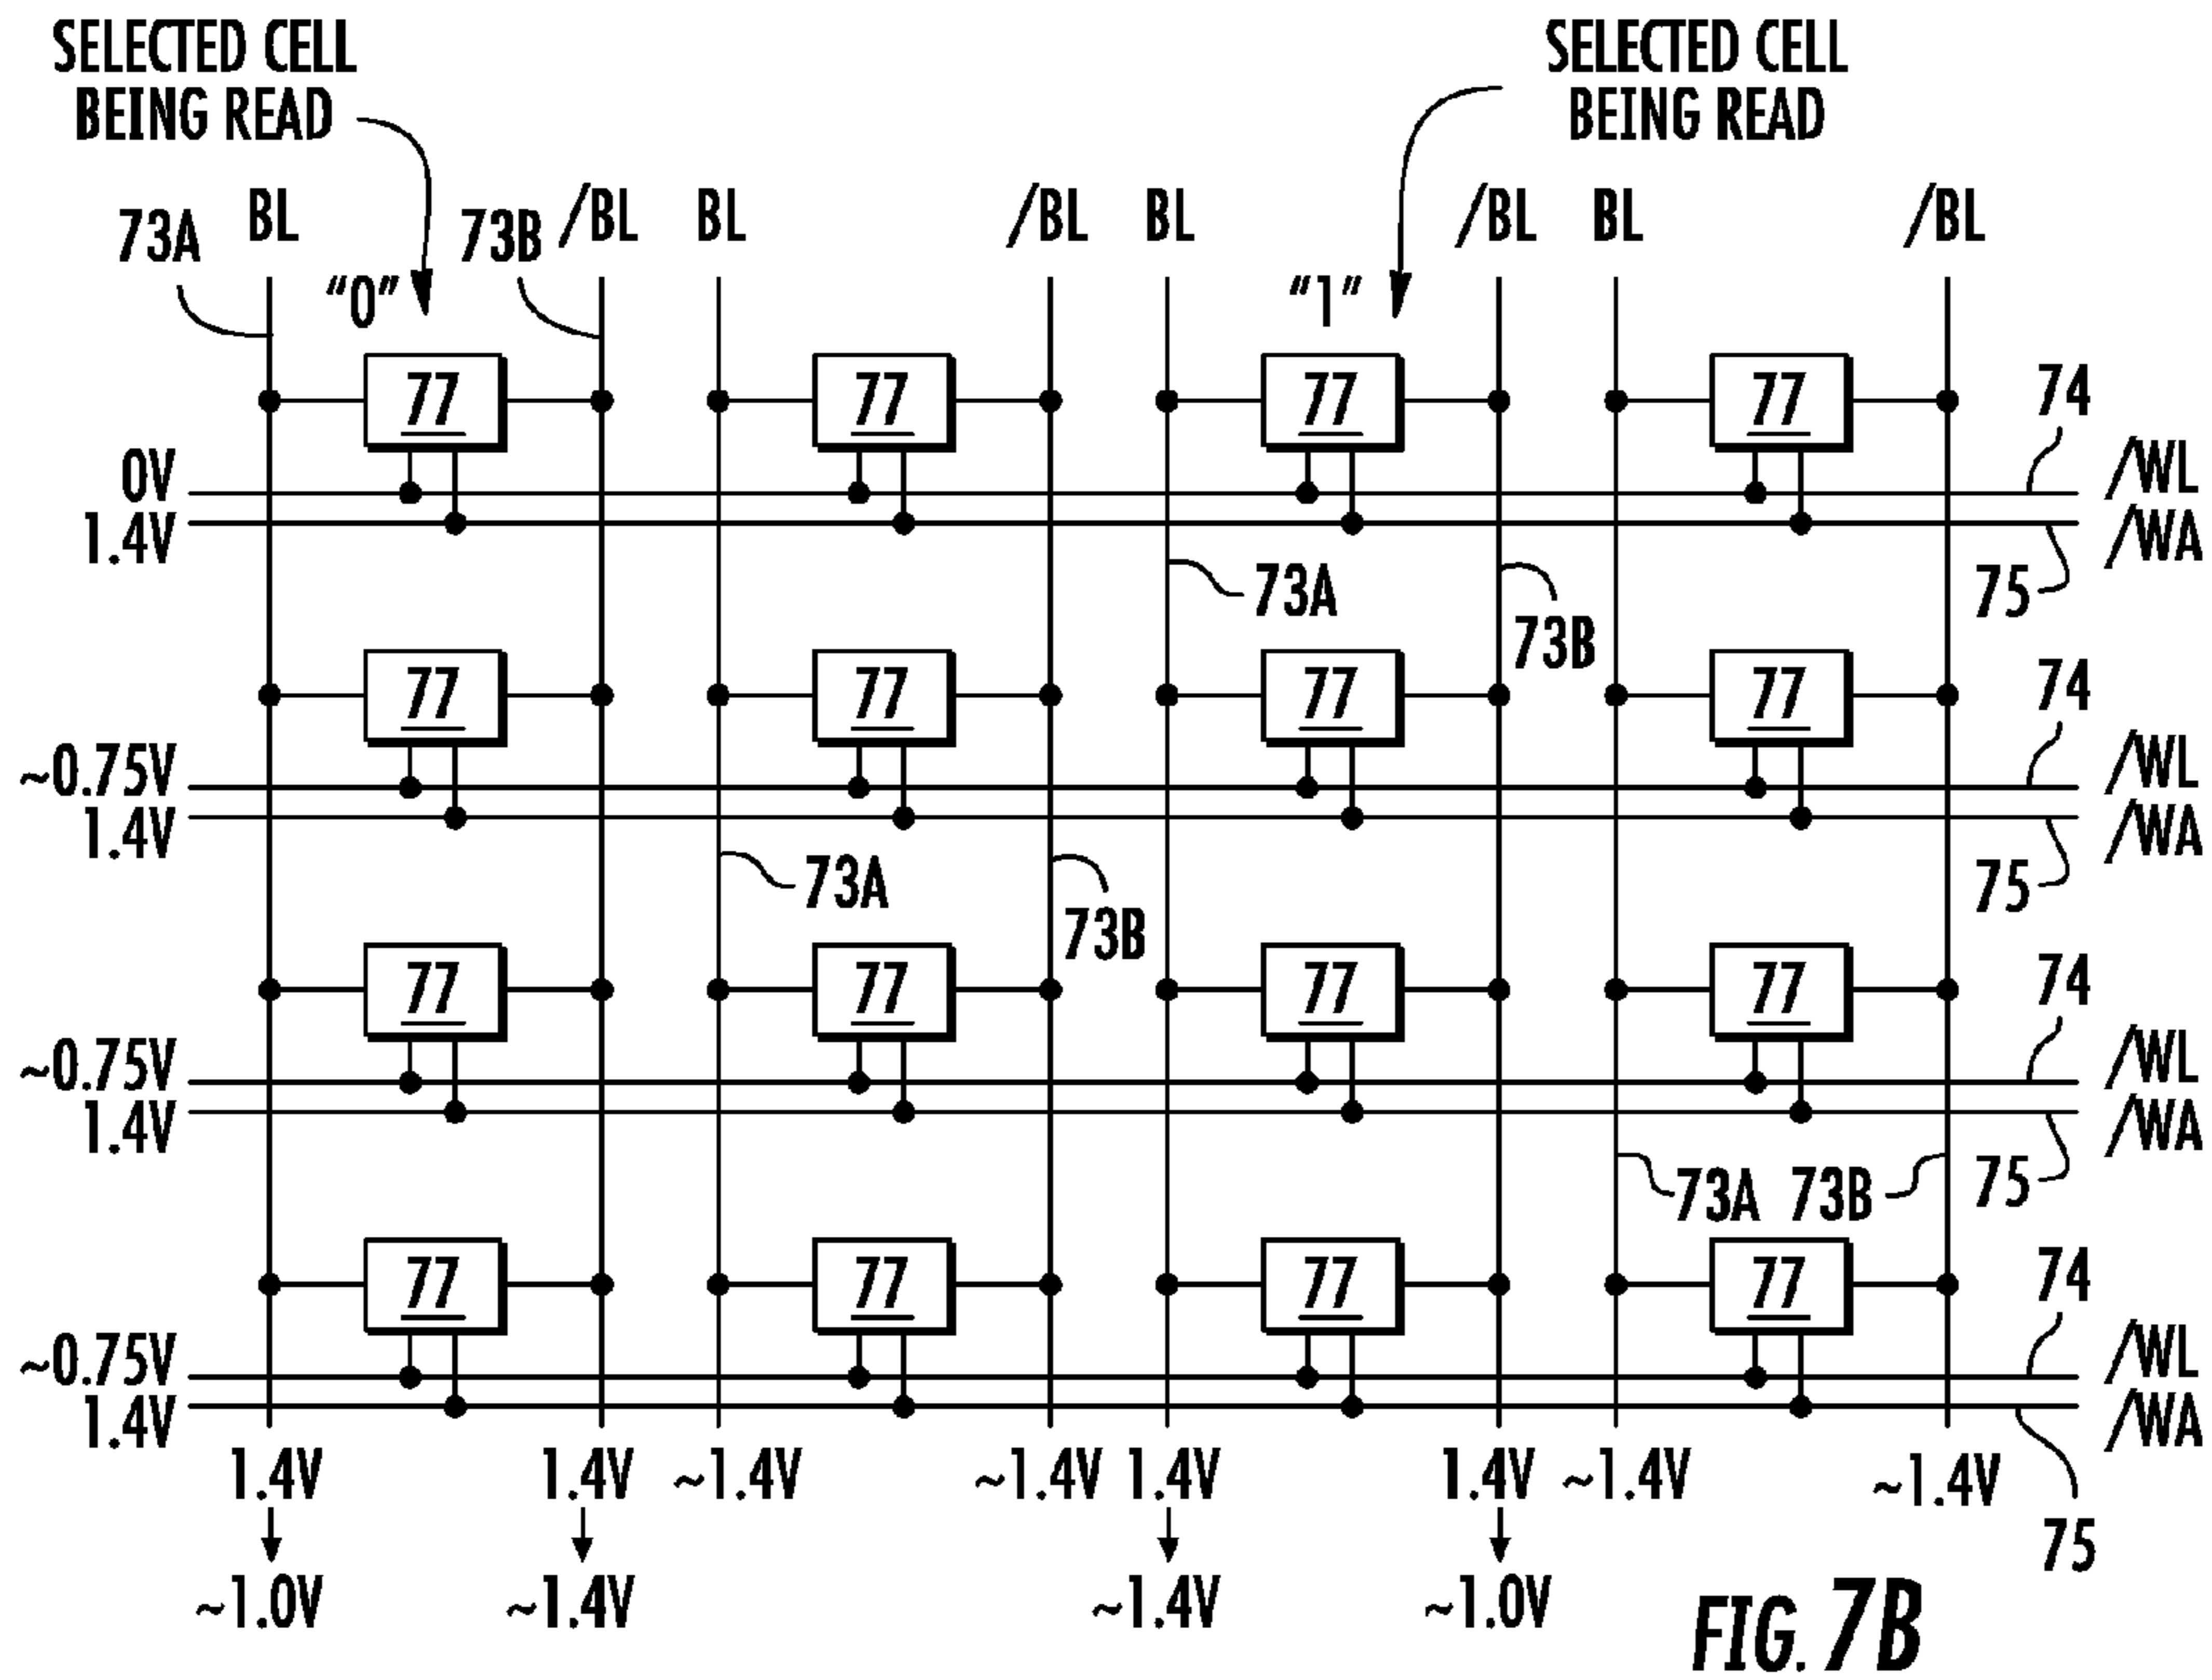 SELECTED CELL
BEING READ
SELECTED CELL
BEING READ
73A BL 73B /BL BL /BL BL /BL BL /BL
"0" "1"
77 77 77 77
74
0V /WL
1.4V /WA
73A 75
73B
77 77 77 77
74
~0.75V /WL
1.4V /WA
73A 75
73B
77 77 77 77
74
~0.75V /WL
1.4V /WA
73A 73B 75
77 77 77 77
74
~0.75V /WL
1.4V /WA
1.4V 1.4V ~1.4V ~1.4V 1.4V 1.4V ~1.4V ~1.4V
75
~1.0V ~1.4V ~1.4V ~1.0V
FIG. 7B